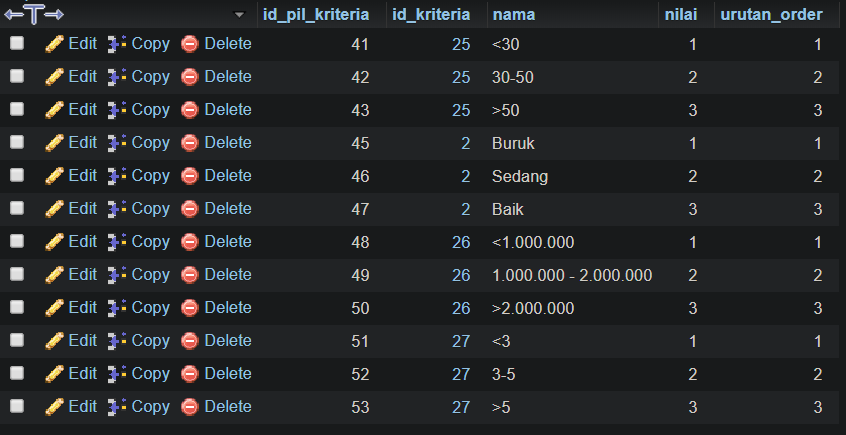 id_pil_kriteria id_kriteria nama nilai urutan_order
Edit Copy Delete 41 25 <30 1 1
Edit Copy Delete 42 25 30-50 2 2
Edit Copy Delete 43 25 >50 3 3
Edit Copy Delete 45 2 Buruk 1 1
Edit Copy Delete 46 2 Sedang 2 2
Edit Copy Delete 47 2 Baik 3 3
Edit Copy Delete 48 26 <1.000.000 1 1
Edit Copy Delete 49 26 1.000.000 - 2.000.000 2 2
Edit Copy Delete 50 26 >2.000.000 3 3
Edit Copy Delete 51 27 <3 1 1
Edit Copy Delete 52 27 3-5 2 2
Edit Copy Delete 53 27 >5 3 3